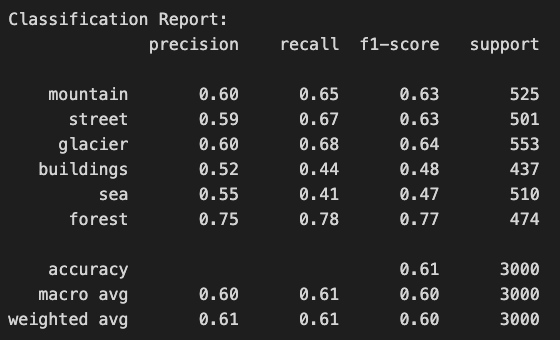 Classification Report:
precision recall f1-score support
mountain 0.60 0.65 0.63 525
street 0.59 0.67 0.63 501
glacier 0.60 0.68 0.64 553
buildings 0.52 0.44 0.48 437
sea 0.55 0.41 0.47 510
forest 0.75 0.78 0.77 474
accuracy 0.61 3000
macro avg 0.60 0.61 0.60 3000
weighted avg 0.61 0.61 0.60 3000